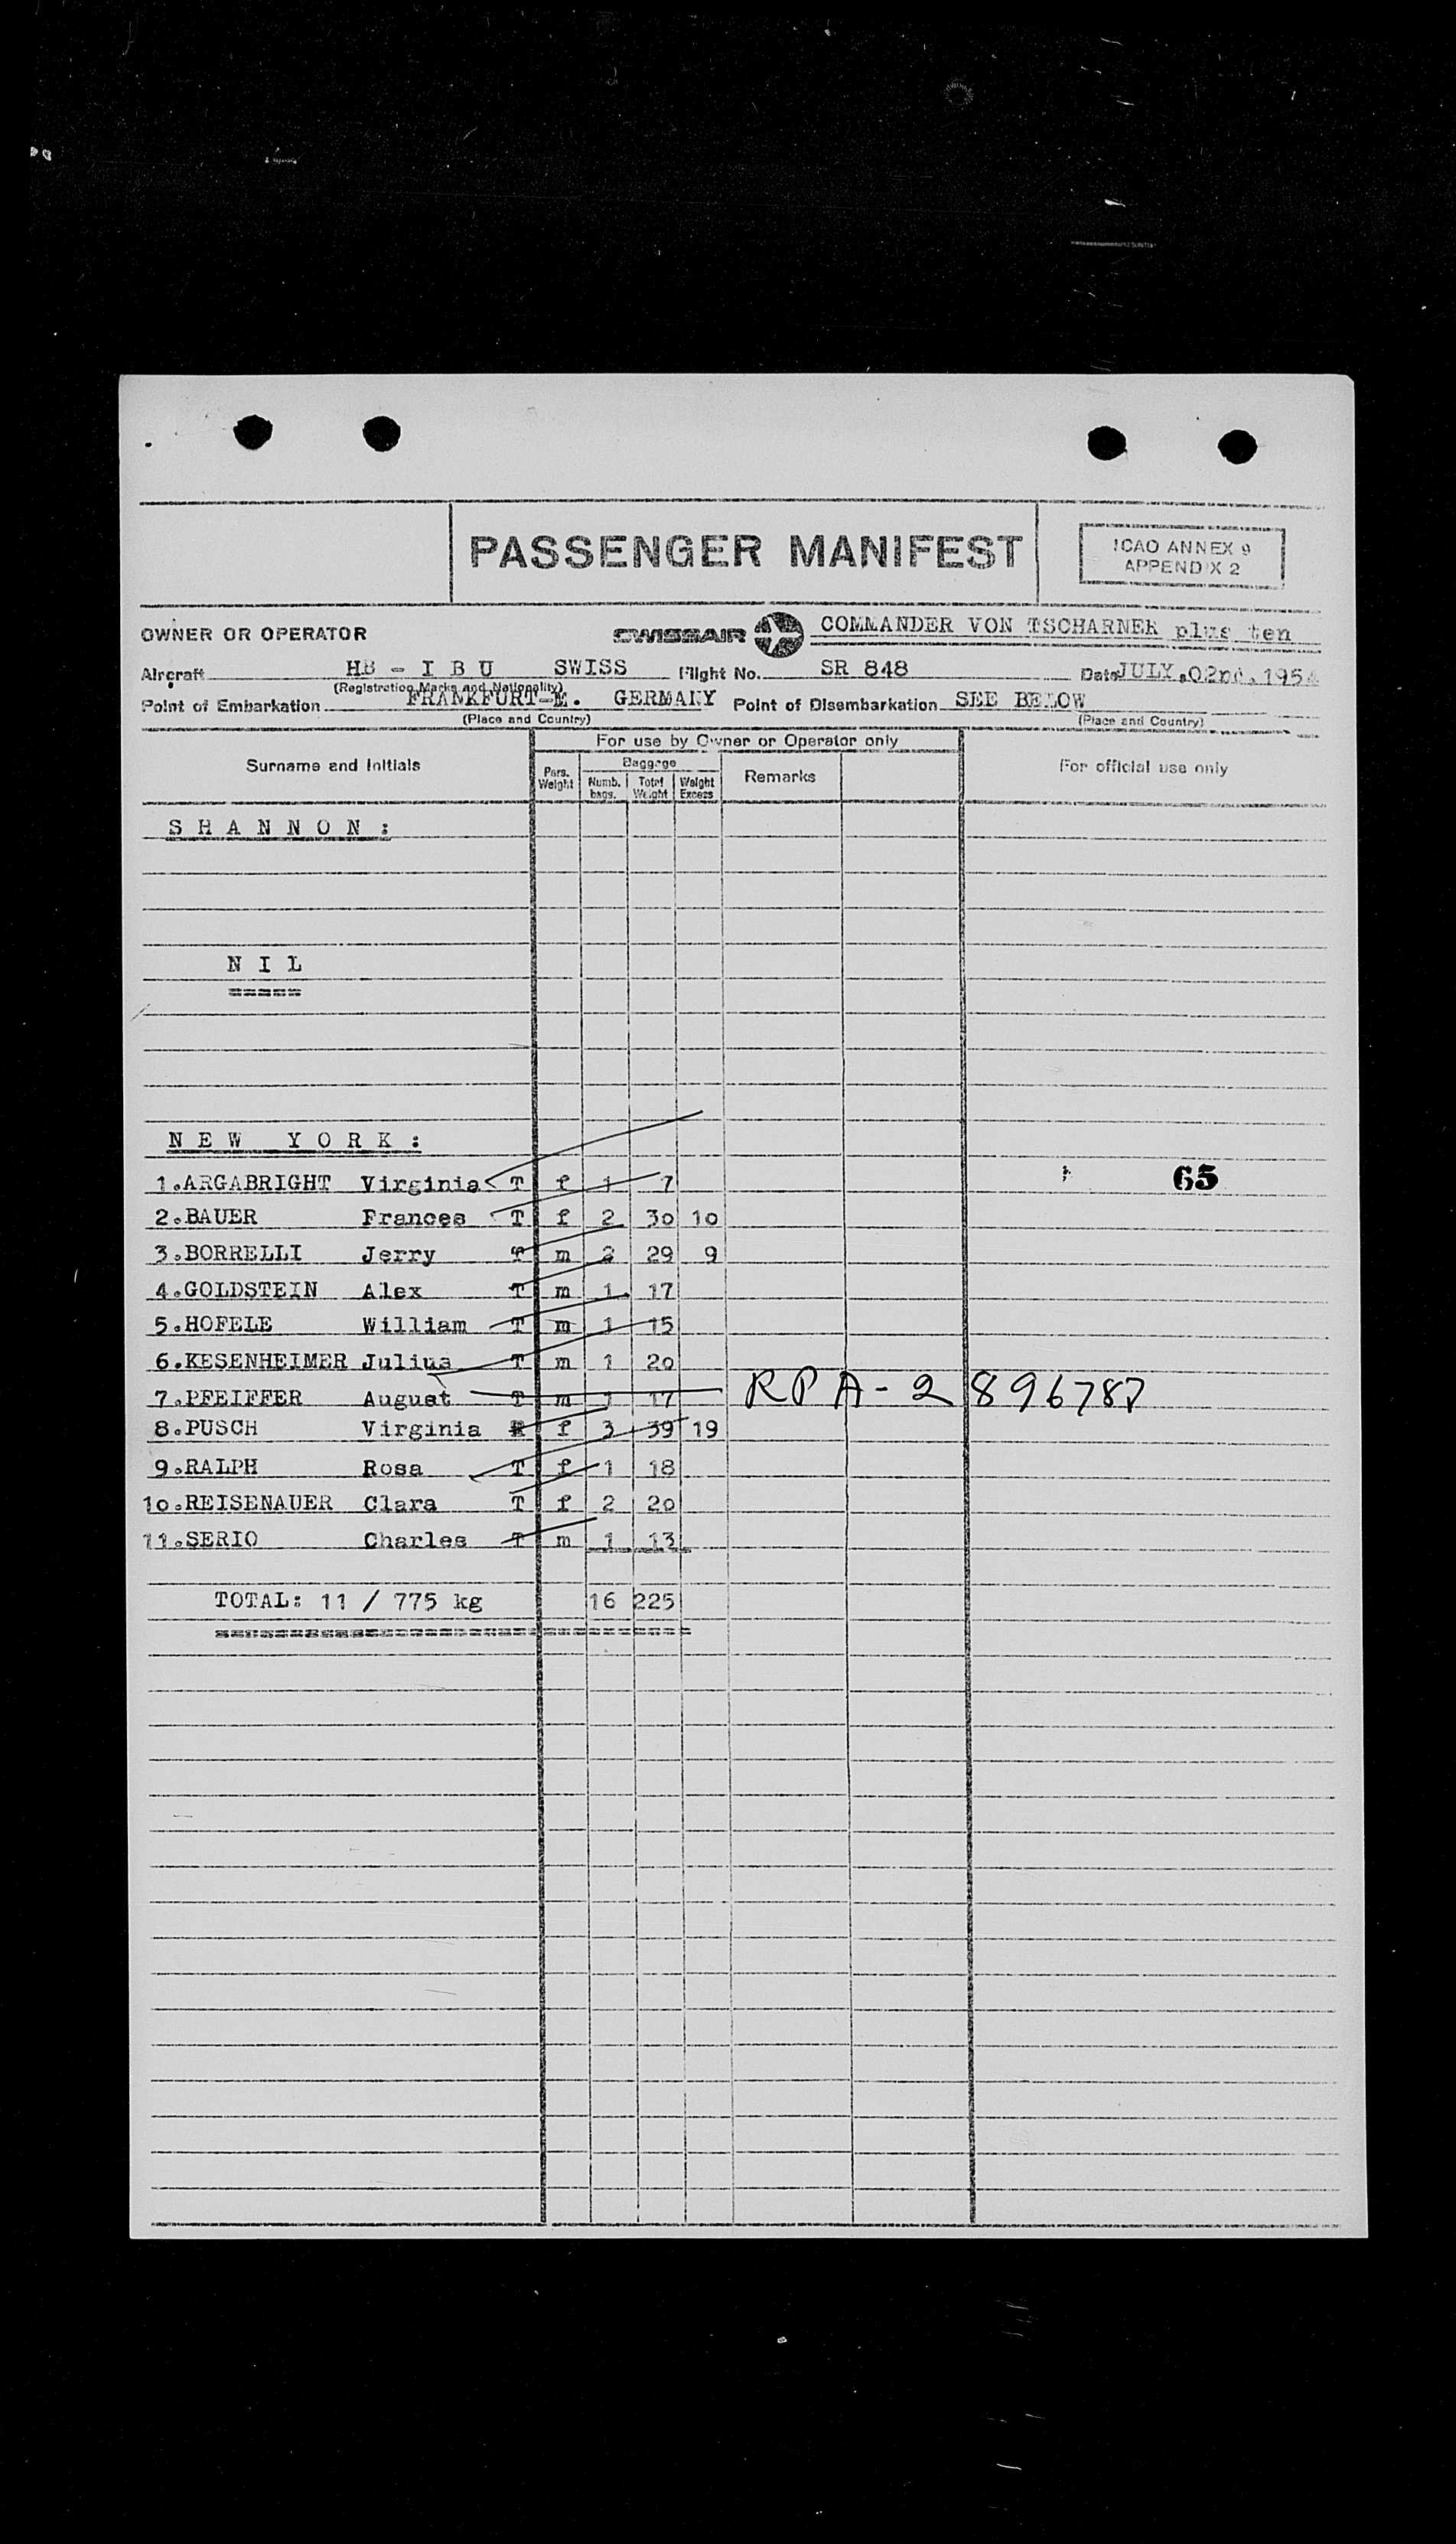 PASSENGER MANIFEST
ICAO ANNEX 9
APPENDIX 2
OWNER OR OPERATOR SWISSAIR COMMANDER VON TSCHARNER plus ten
Aircraft HB - I B U SWISS Flight No. SR 848 Date JULY,02nd.1954
(Registration Marks and Nationality)
Point of Embarkation FRANKFURT-M. GERMANY Point of Disembarkation SEE BELOW
(Place and Country) (Place and Country)
For use by Owner or Operator only
Surname and Initials Pers. Weight Baggage Numb. bags. Total Weight Weight Excess Remarks For official use only
S H A N N O N :
N I L
=====
N E W Y O R K :
1.ARGABRIGHT Virginia T f 1 7 65
2.BAUER Frances T f 2 30 10
3.BORRELLI Jerry T m 2 29 9
4.GOLDSTEIN Alex T m 1 17
5.HOFELE William T m 1 15
6.KESENHEIMER Julius T m 1 20
7.PFEIFFER August T m 1 17 RPA-2896787
8.PUSCH Virginia f 3 39 19
9.RALPH Rosa T f 1 18
10.REISENAUER Clara T f 2 20
11.SERIO Charles T m 1 13
TOTAL: 11 / 775 kg 16 225